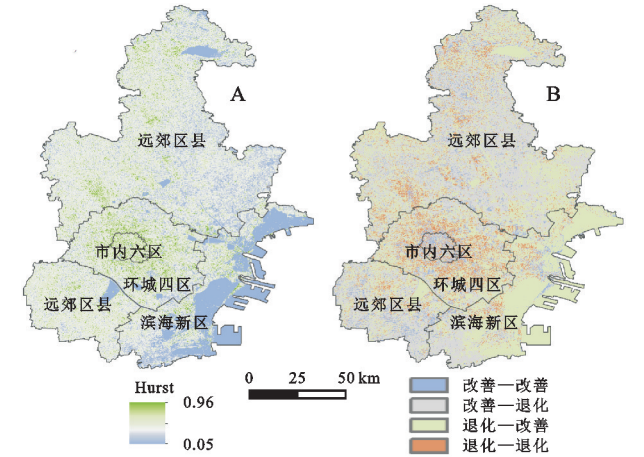 A
远郊区县
市内六区
环城四区
远郊区县
滨海新区
B
远郊区县
市内六区
环城四区
远郊区县
滨海新区
Hurst
0.96
0.05
0 25 50 km
改善—改善
改善—退化
退化—改善
退化—退化